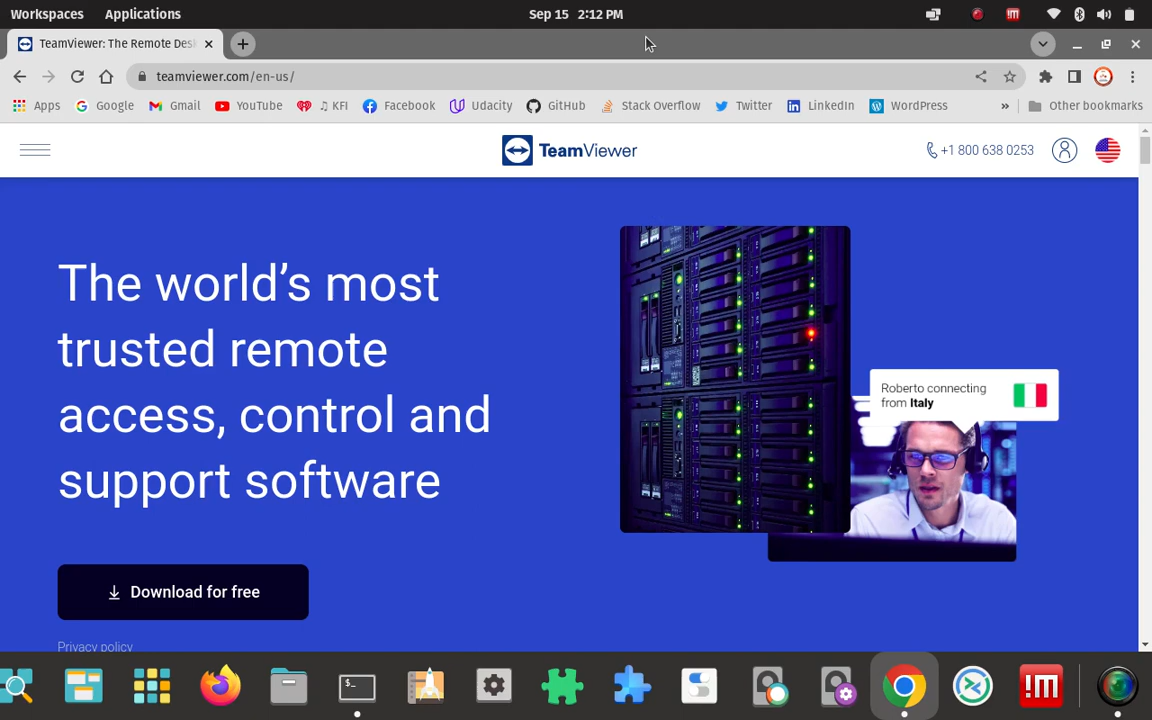 Workspaces Applications Sep 15 2:12 PM
TeamViewer: The Remote Des
teamviewer.com/en-us/
Apps Google Gmail YouTube ♫ KFI Facebook Udacity GitHub Stack Overflow Twitter LinkedIn WordPress » Other bookmarks
TeamViewer +1 800 638 0253
The world’s most
trusted remote
access, control and
support software
Roberto connecting
from Italy
Download for free
Privacy policy
$_
!M